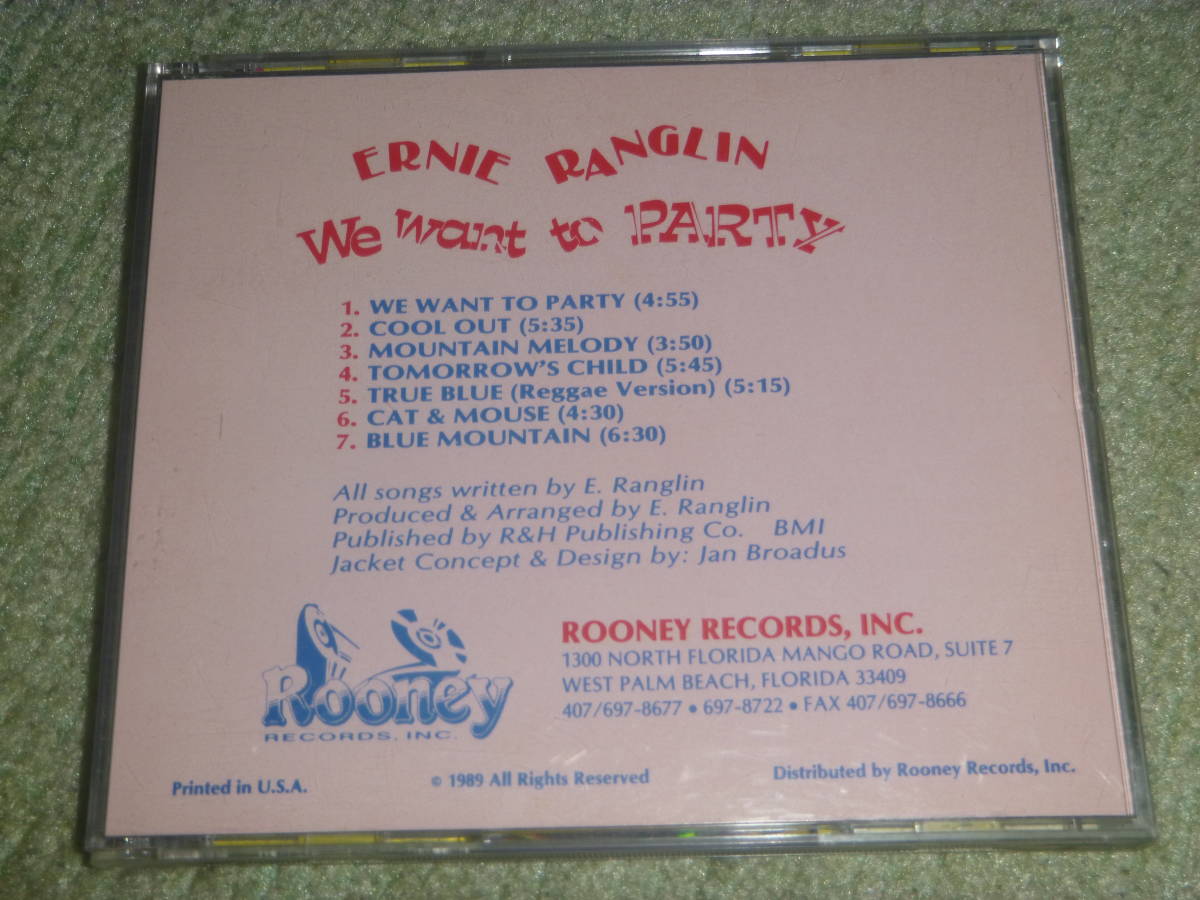 ERNIE RANGLIN
We Want to PARTY
1. WE WANT TO PARTY (4:55)
2. COOL OUT (5:35)
3. MOUNTAIN MELODY (3:50)
4. TOMORROW'S CHILD (5:45)
5. TRUE BLUE (Reggae Version) (5:15)
6. CAT & MOUSE (4:30)
7. BLUE MOUNTAIN (6:30)
All songs written by E. Ranglin
Produced & Arranged by E. Ranglin
Published by R&H Publishing Co. BMI
Jacket Concept & Design by: Jan Broadus
Rooney
RECORDS, INC.
ROONEY RECORDS, INC.
1300 NORTH FLORIDA MANGO ROAD, SUITE 7
WEST PALM BEACH, FLORIDA 33409
407/697-8677 • 697-8722 • FAX 407/697-8666
Printed in U.S.A.
© 1989 All Rights Reserved
Distributed by Rooney Records, Inc.